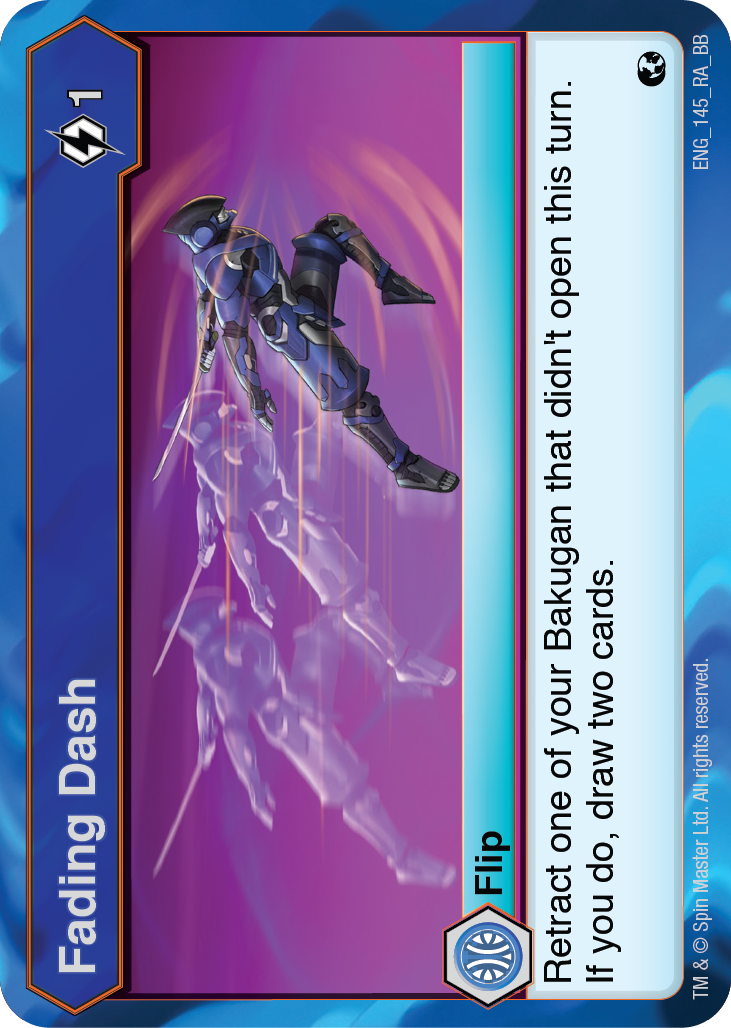 Fading Dash
1
Flip
Retract one of your Bakugan that didn't open this turn.
If you do, draw two cards.
TM & © Spin Master Ltd. All rights reserved.
ENG_145_RA_BB